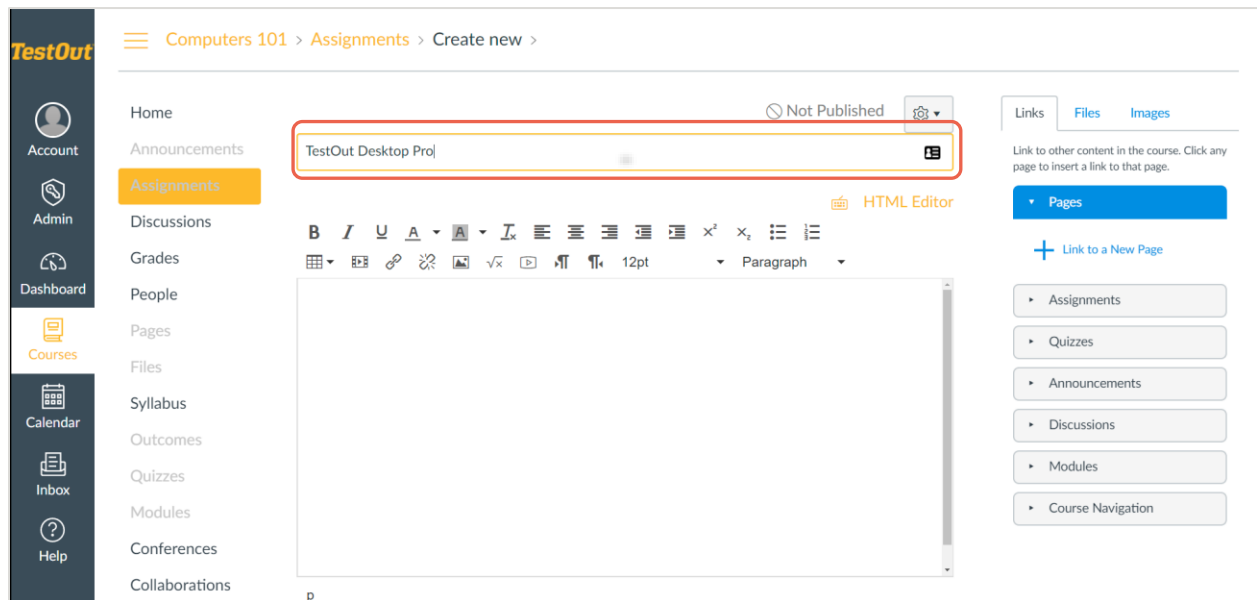 TestOut
Computers 101 > Assignments > Create new >
Account
Admin
Dashboard
Courses
Calendar
Inbox
Help
Home
Announcements
Assignments
Discussions
Grades
People
Pages
Files
Syllabus
Outcomes
Quizzes
Modules
Conferences
Collaborations
Not Published
TestOut Desktop Pro
HTML Editor
B I U A A Tx x² x₂
√x 12pt Paragraph
p
Links Files Images
Link to other content in the course. Click any
page to insert a link to that page.
Pages
Link to a New Page
Assignments
Quizzes
Announcements
Discussions
Modules
Course Navigation